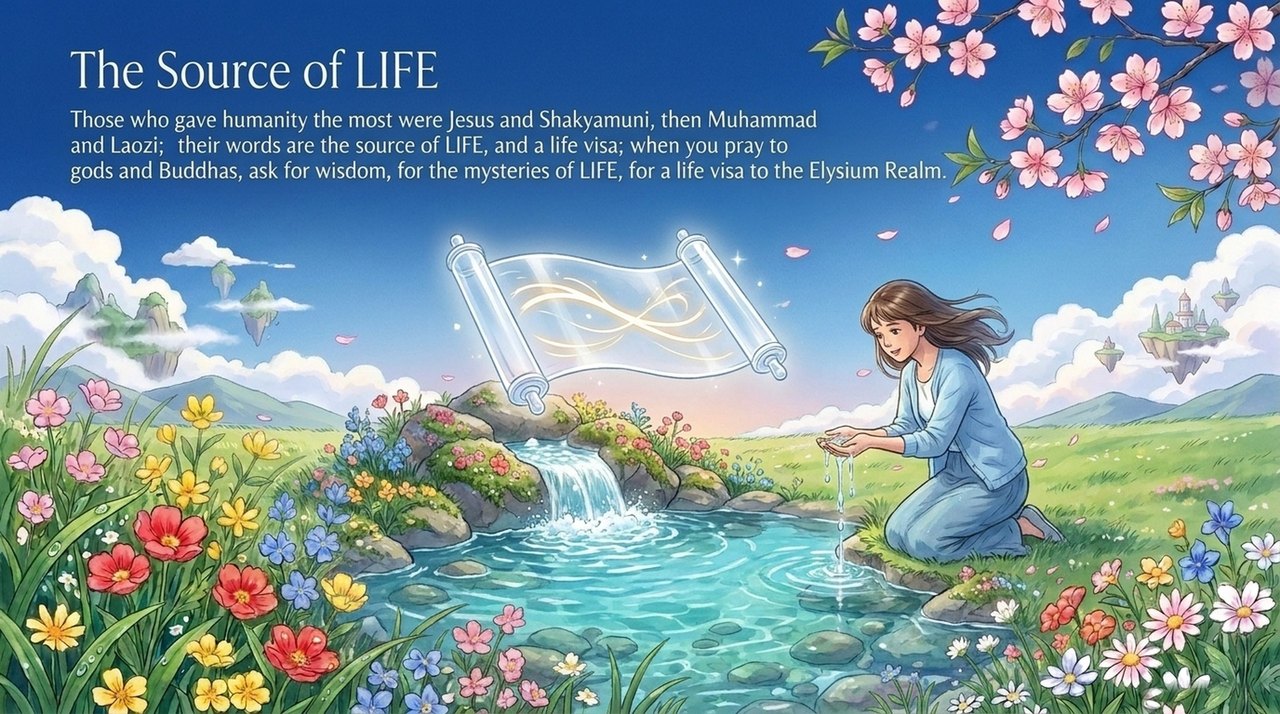 The Source of LIFE
Those who gave humanity the most were Jesus and Shakyamuni, then Muhammad
and Laozi;  their words are the source of LIFE, and a life visa; when you pray to
gods and Buddhas, ask for wisdom, for the mysteries of LIFE, for a life visa to the Elysium Realm.